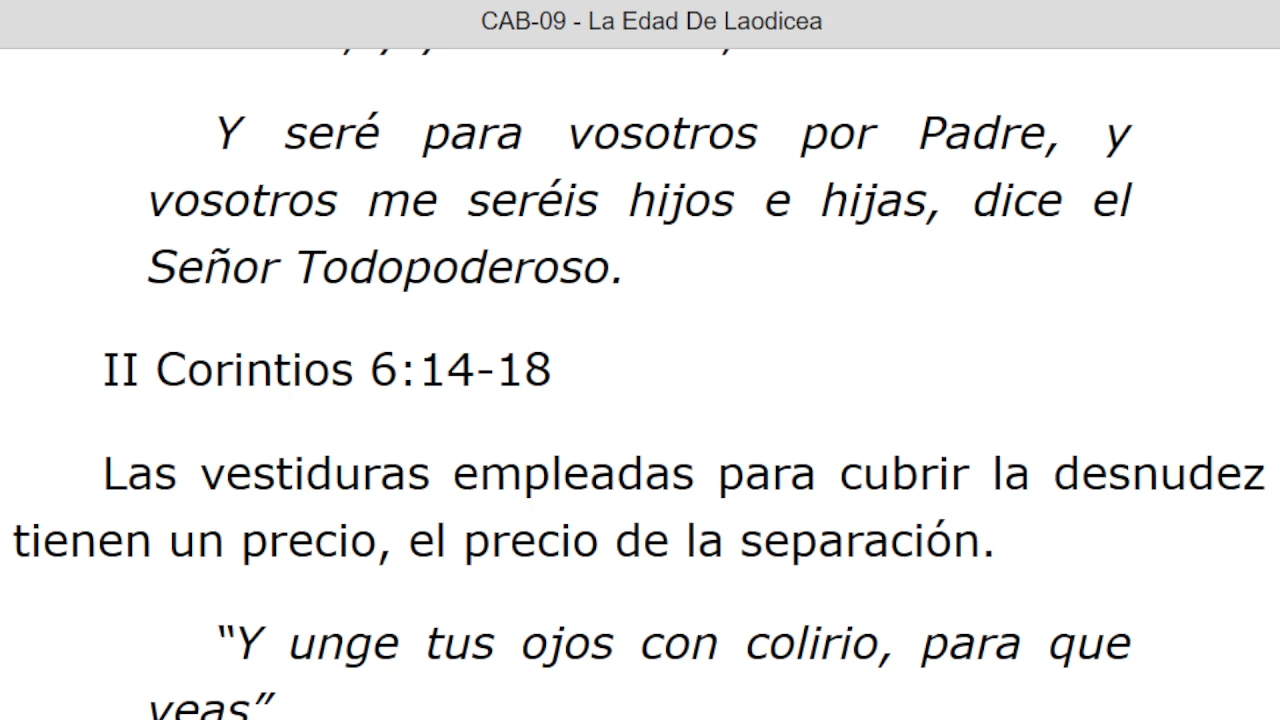 CAB-09 - La Edad De Laodicea
Y seré para vosotros por Padre, y
vosotros me seréis hijos e hijas, dice el
Señor Todopoderoso.
II Corintios 6:14-18
Las vestiduras empleadas para cubrir la desnudez
tienen un precio, el precio de la separación.
“Y unge tus ojos con colirio, para que
veas”